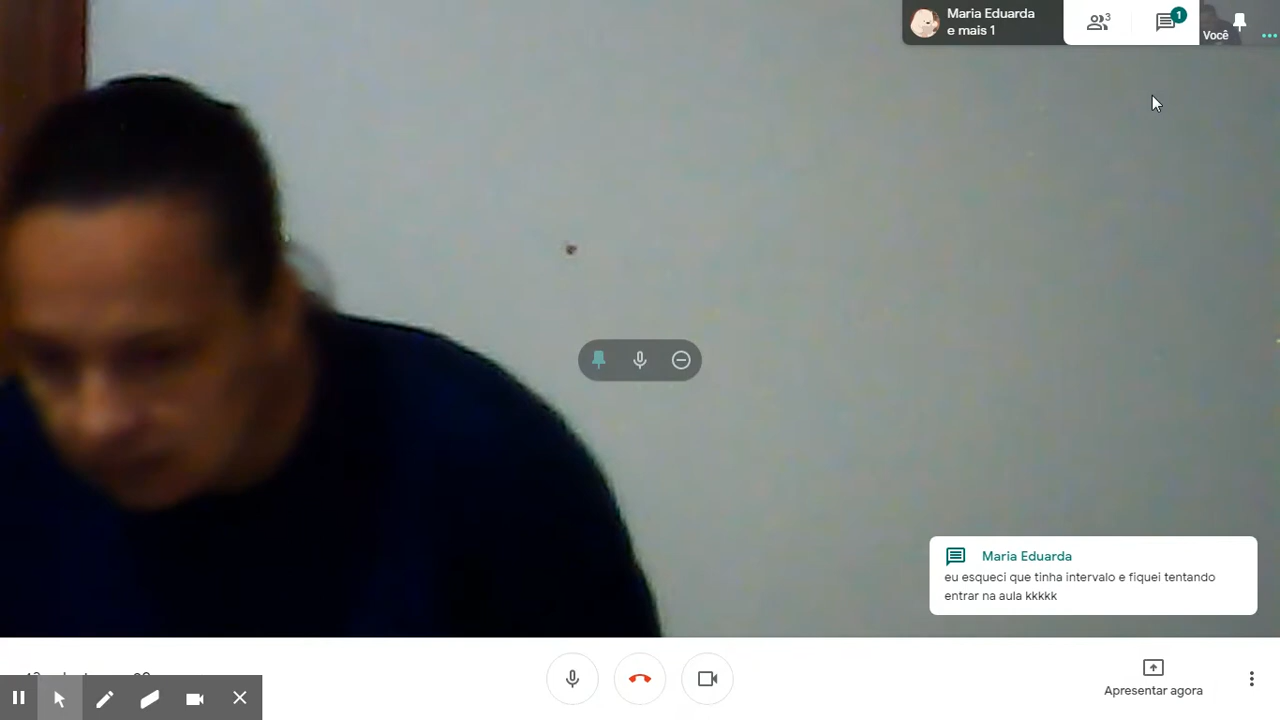 Maria Eduarda
e mais 1
3
1
Você
Maria Eduarda
eu esqueci que tinha intervalo e fiquei tentando
entrar na aula kkkkk
Apresentar agora